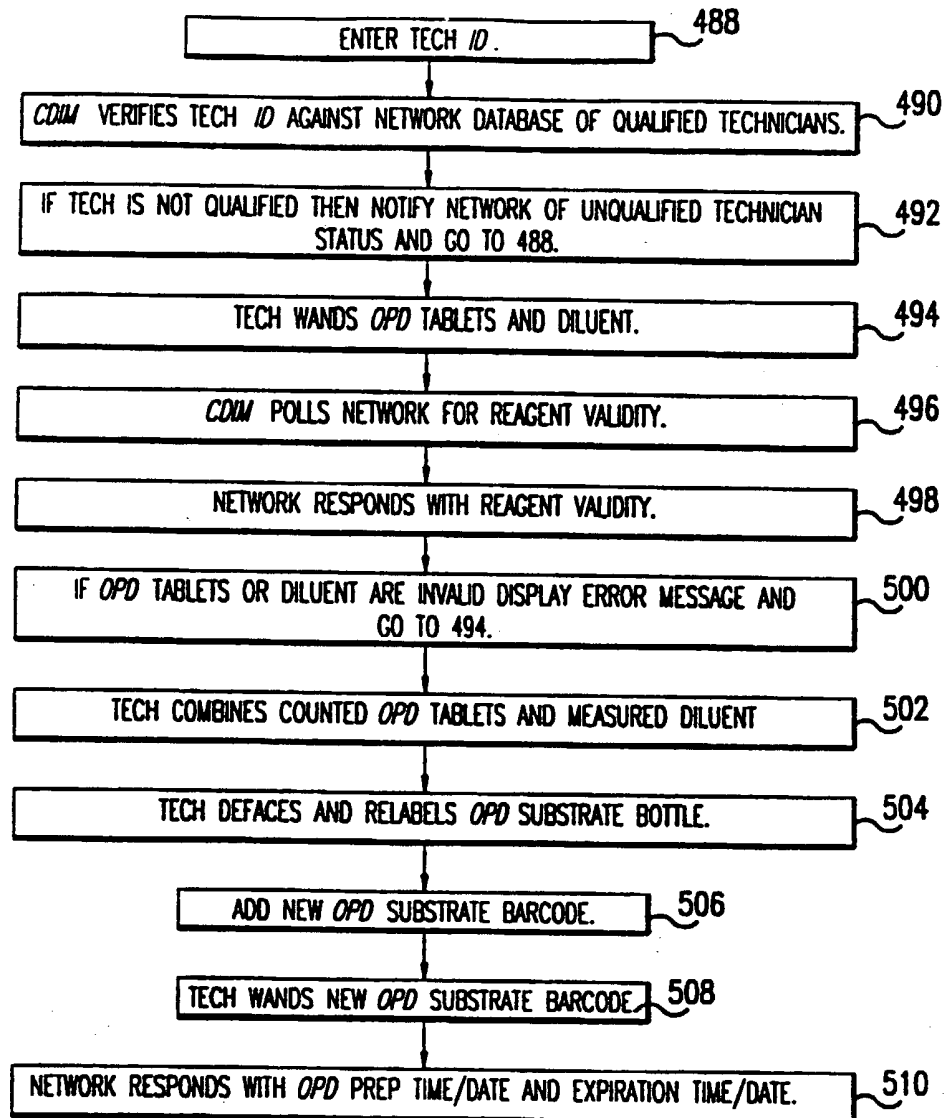 ENTER TECH ID.
488
CDIM VERIFIES TECH ID AGAINST NETWORK DATABASE OF QUALIFIED TECHNICIANS.
490
IF TECH IS NOT QUALIFIED THEN NOTIFY NETWORK OF UNQUALIFIED TECHNICIAN
STATUS AND GO TO 488.
492
TECH WANDS OPD TABLETS AND DILUENT.
494
CDIM POLLS NETWORK FOR REAGENT VALIDITY.
496
NETWORK RESPONDS WITH REAGENT VALIDITY.
498
IF OPD TABLETS OR DILUENT ARE INVALID DISPLAY ERROR MESSAGE AND
GO TO 494.
500
TECH COMBINES COUNTED OPD TABLETS AND MEASURED DILUENT
502
TECH DEFACES AND RELABELS OPD SUBSTRATE BOTTLE.
504
ADD NEW OPD SUBSTRATE BARCODE.
506
TECH WANDS NEW OPD SUBSTRATE BARCODE.
508
NETWORK RESPONDS WITH OPD PREP TIME/DATE AND EXPIRATION TIME/DATE.
510